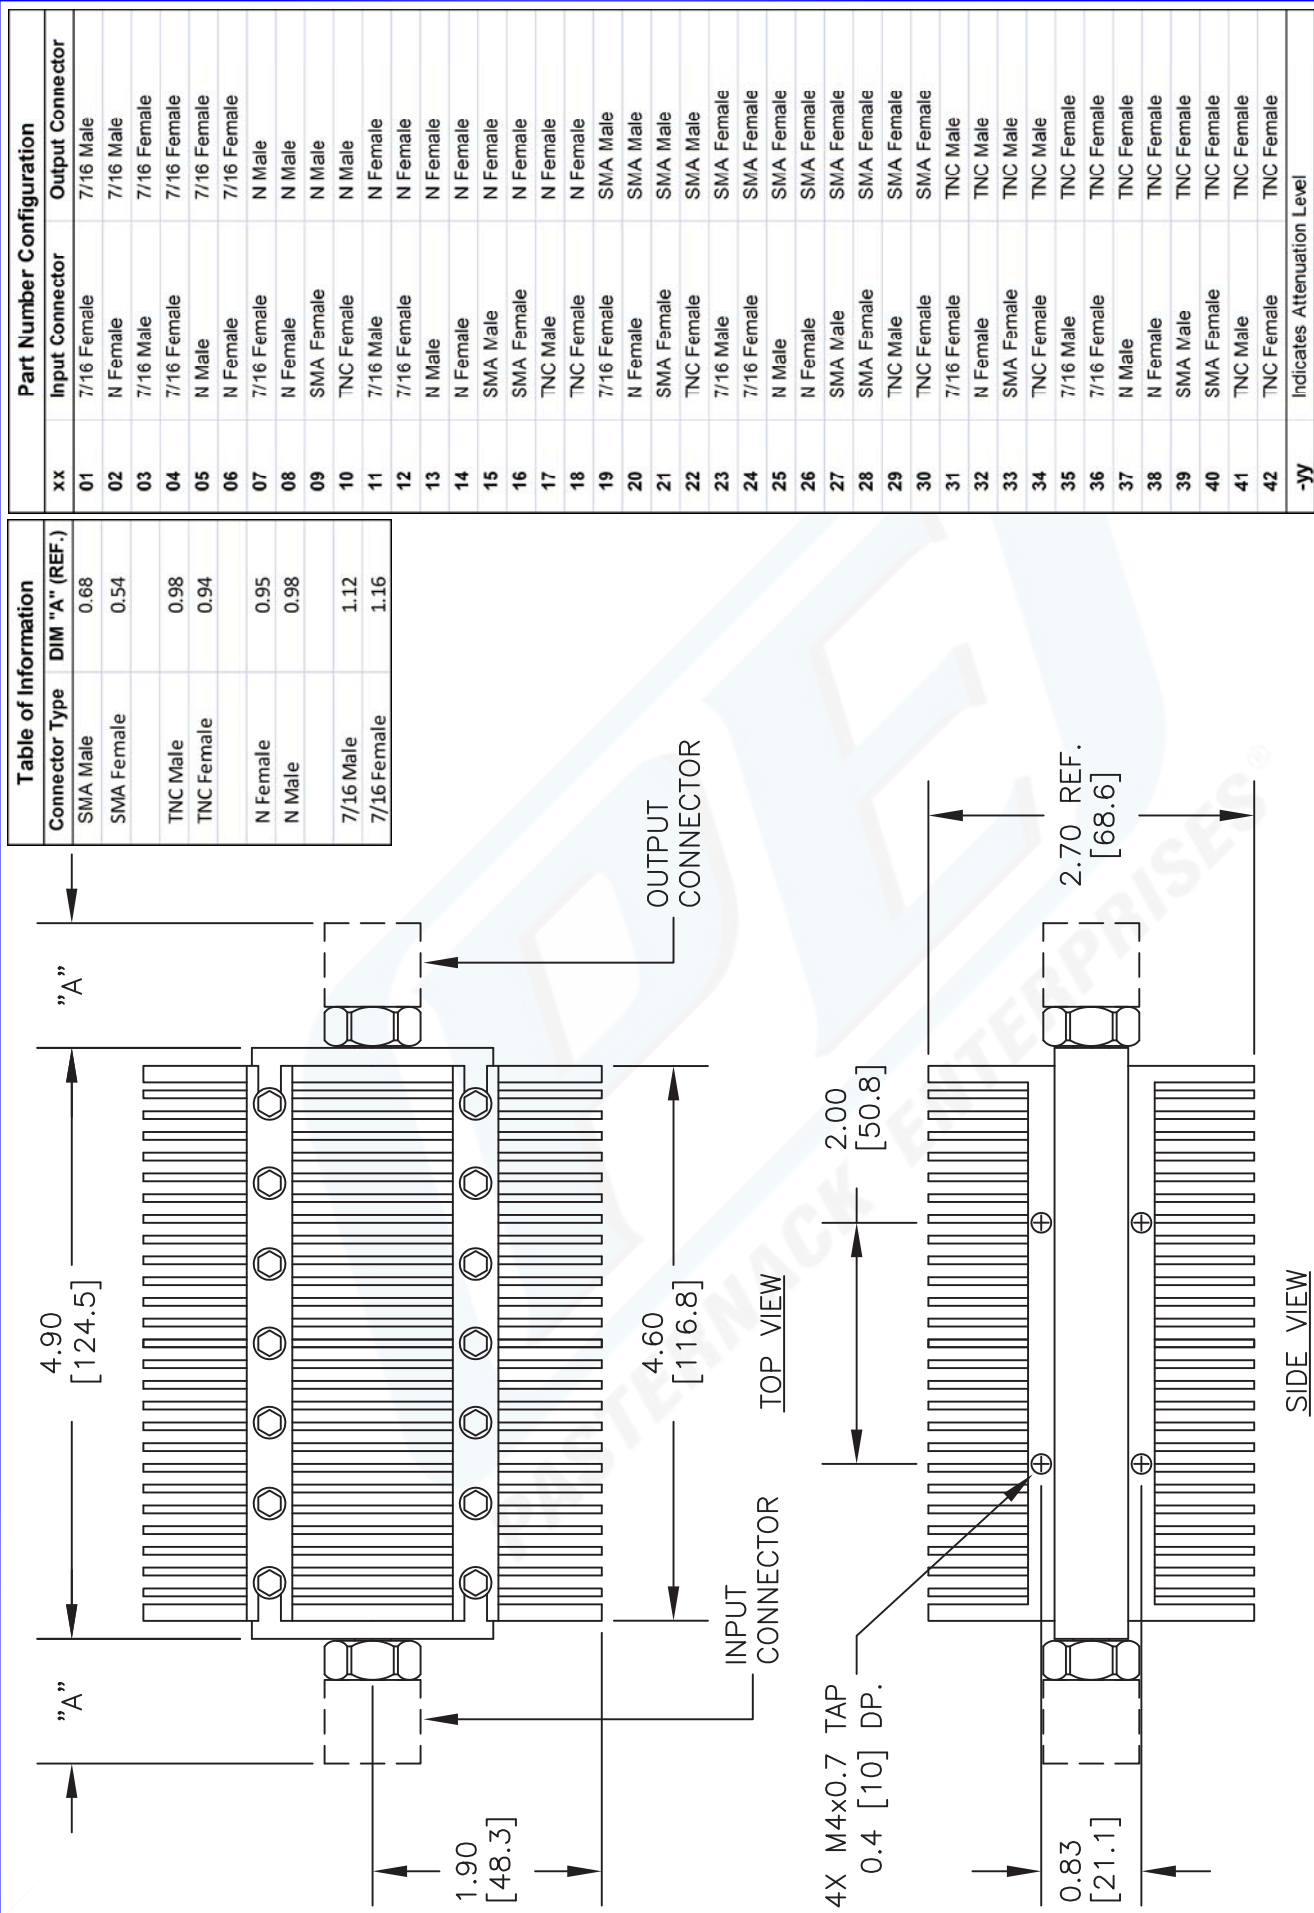 Part Number Configuration
xx Input Connector Output Connector
01 7/16 Female 7/16 Male
02 N Female 7/16 Male
03 7/16 Male 7/16 Female
04 7/16 Female 7/16 Female
05 N Male 7/16 Female
06 N Female 7/16 Female
07 7/16 Female N Male
08 N Female N Male
09 SMA Female N Male
10 TNC Female N Male
11 7/16 Male N Female
12 7/16 Female N Female
13 N Male N Female
14 N Female N Female
15 SMA Male N Female
16 SMA Female N Female
17 TNC Male N Female
18 TNC Female N Female
19 7/16 Female SMA Male
20 N Female SMA Male
21 SMA Female SMA Male
22 TNC Female SMA Male
23 7/16 Male SMA Female
24 7/16 Female SMA Female
25 N Male SMA Female
26 N Female SMA Female
27 SMA Male SMA Female
28 SMA Female SMA Female
29 TNC Male SMA Female
30 TNC Female SMA Female
31 7/16 Female TNC Male
32 N Female TNC Male
33 SMA Female TNC Male
34 TNC Female TNC Male
35 7/16 Male TNC Female
36 7/16 Female TNC Female
37 N Male TNC Female
38 N Female TNC Female
39 SMA Male TNC Female
40 SMA Female TNC Female
41 TNC Male TNC Female
42 TNC Female TNC Female
-yy Indicates Attenuation Level
Table of Information
Connector Type DIM "A" (REF.)
SMA Male 0.68
SMA Female 0.54
TNC Male 0.98
TNC Female 0.94
N Female 0.95
N Male 0.98
7/16 Male 1.12
7/16 Female 1.16
"A"
4.90
[124.5]
"A"
1.90
[48.3]
INPUT
CONNECTOR
4.60
[116.8]
OUTPUT
CONNECTOR
TOP VIEW
4X M4x0.7 TAP
0.4 [10] DP.
2.00
[50.8]
0.83
[21.1]
2.70 REF.
[68.6]
SIDE VIEW
PEI
PASTERNACK ENTERPRISES®